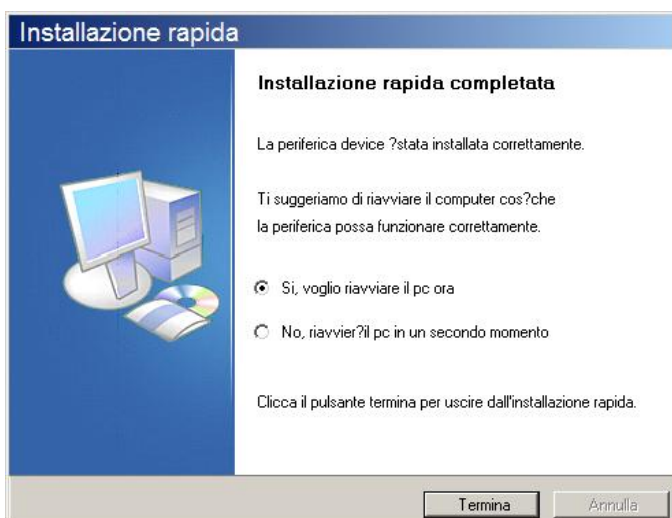 Installazione rapida
Installazione rapida completata
La periferica device ?stata installata correttamente.
Ti suggeriamo di riavviare il computer cos?che
la periferica possa funzionare correttamente.
Si, voglio riavviare il pc ora
No, riavvier?il pc in un secondo momento
Clicca il pulsante termina per uscire dall'installazione rapida.
Termina
Annulla